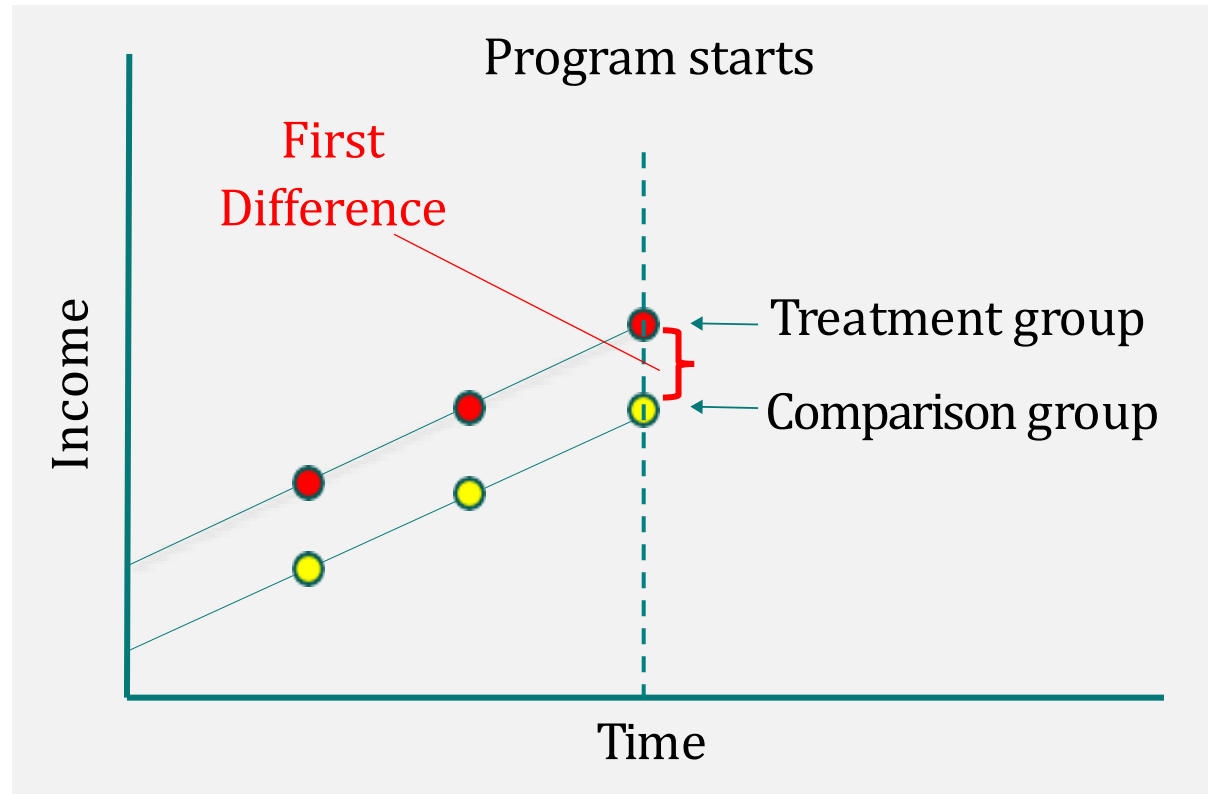 Program starts
First
Difference
Treatment group
Comparison group
Income
Time